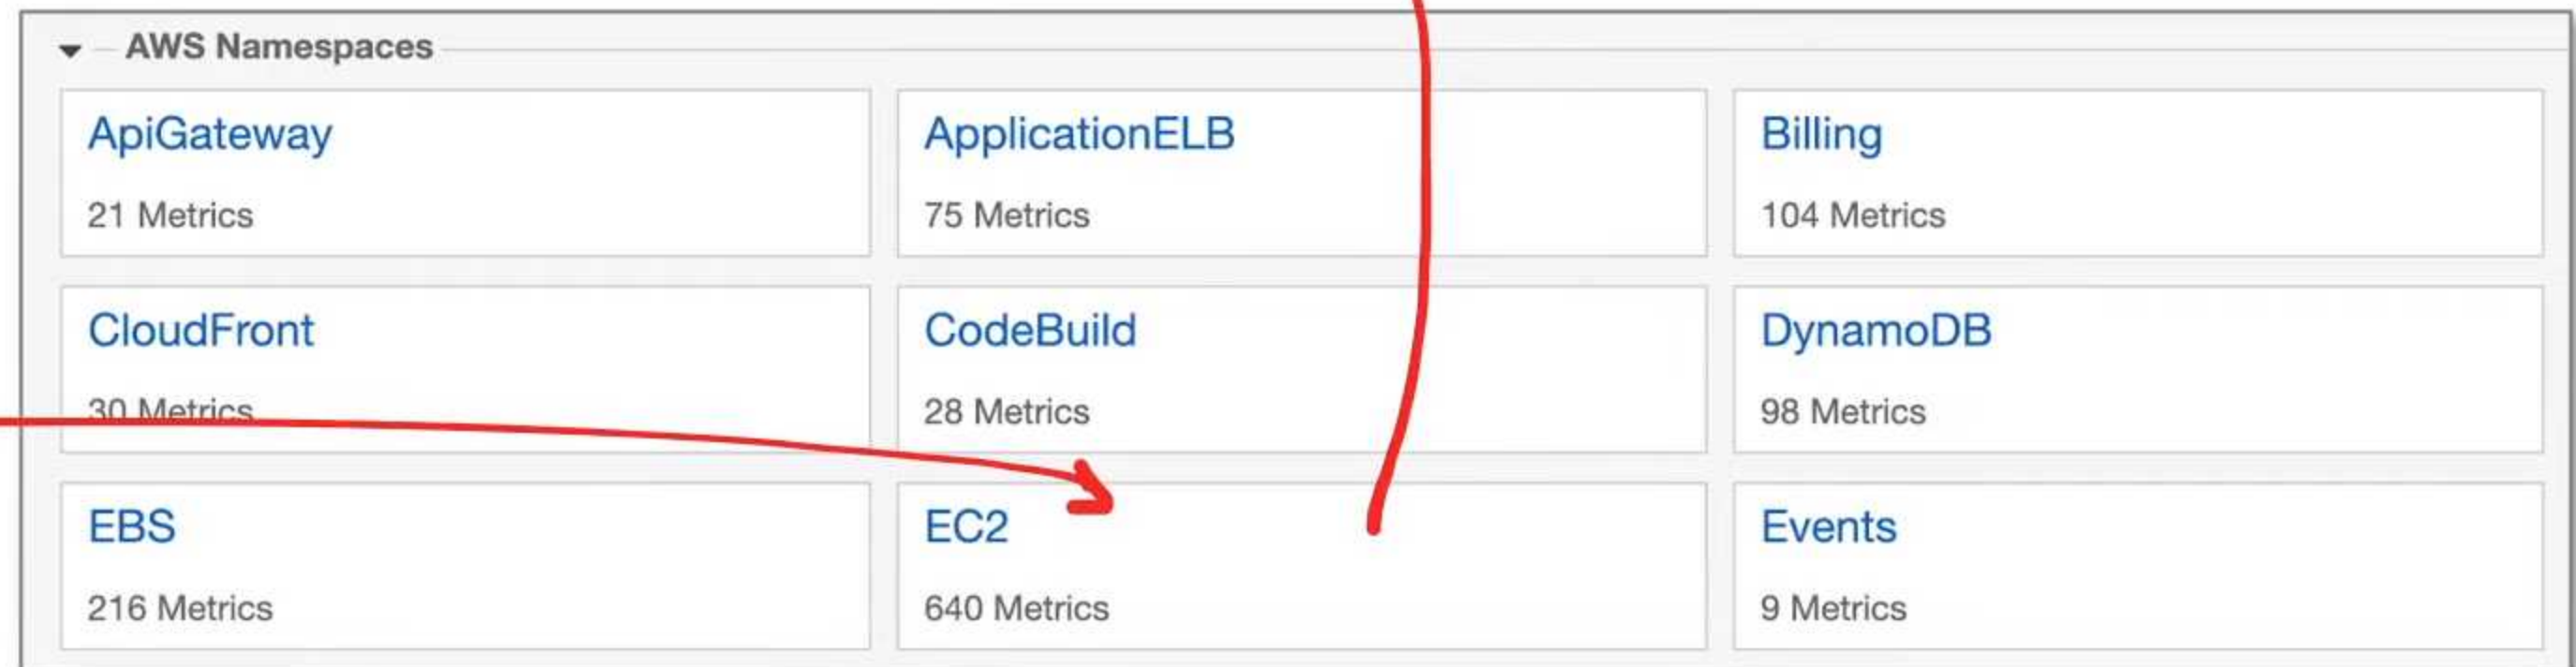 AWS Namespaces
ApiGateway
ApplicationELB
Billing
21 Metrics
75 Metrics
104 Metrics
CloudFront
CodeBuild
DynamoDB
30 Metrics
28 Metrics
98 Metrics
EBS
EC2
Events
216 Metrics
640 Metrics
9 Metrics